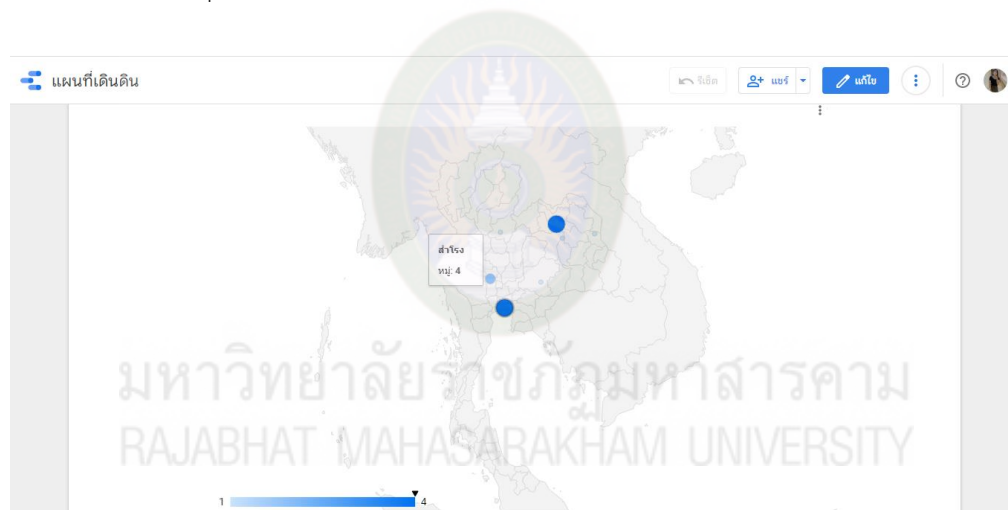 แผนที่เดินดิน
รีเซ็ต
แชร์
แก้ไข
สำโรง
หมู่: 4
มหาวิทยาลัยราชภัฏมหาสารคาม
RAJABHAT MAHASARAKHAM UNIVERSITY
1
4